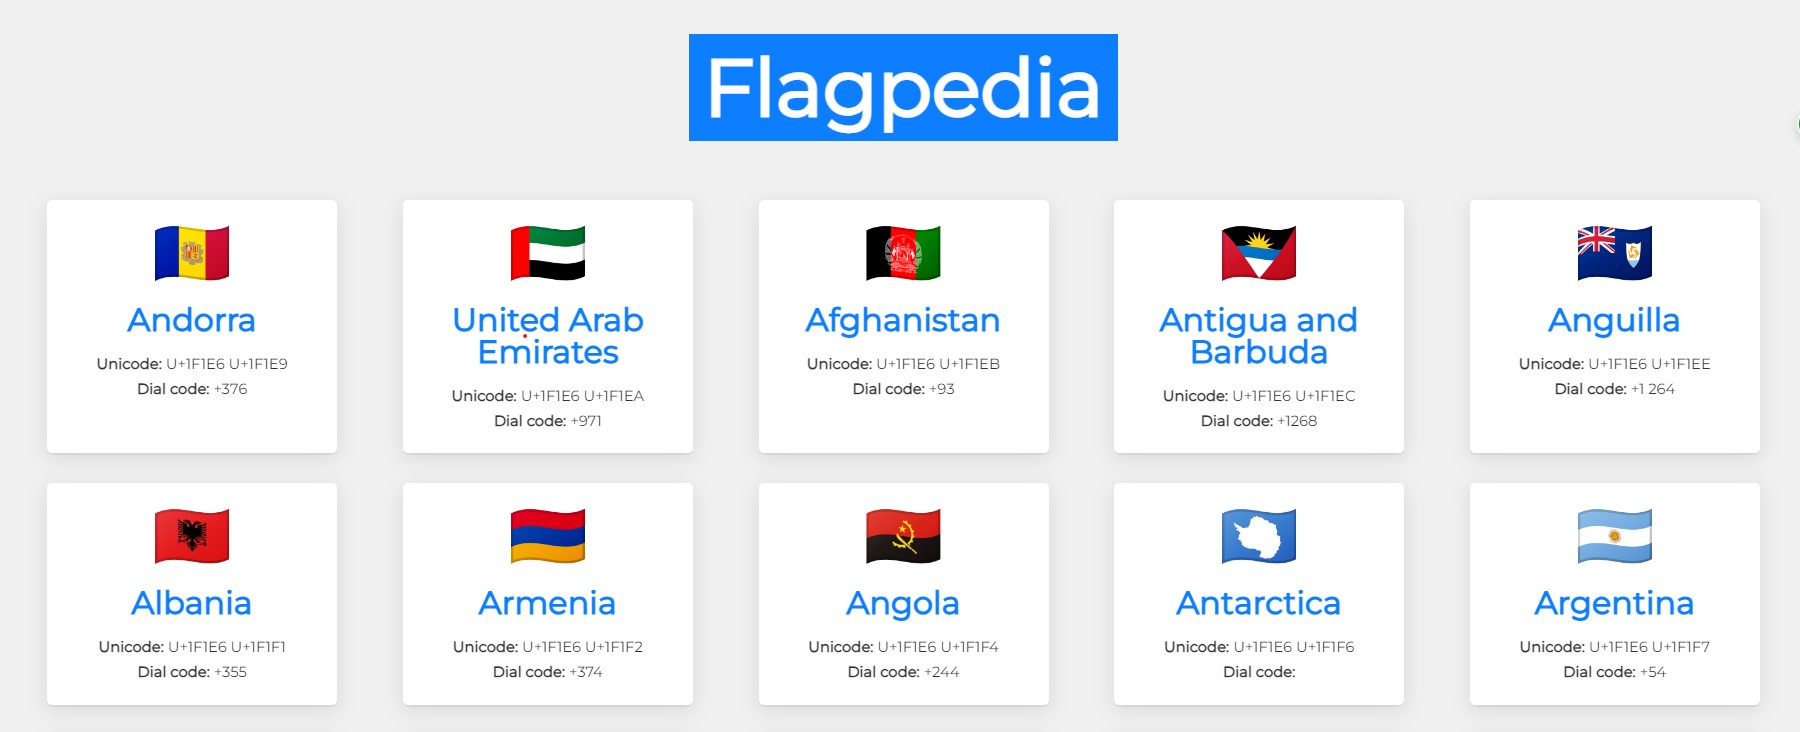 Flagpedia
Andorra
Unicode: U+1F1E6 U+1F1E9
Dial code: +376
United Arab
Emirates
Unicode: U+1F1E6 U+1F1EA
Dial code: +971
Afghanistan
Unicode: U+1F1E6 U+1F1EB
Dial code: +93
Antigua and
Barbuda
Unicode: U+1F1E6 U+1F1EC
Dial code: +1268
Anguilla
Unicode: U+1F1E6 U+1F1EE
Dial code: +1 264
Albania
Unicode: U+1F1E6 U+1F1F1
Dial code: +355
Armenia
Unicode: U+1F1E6 U+1F1F2
Dial code: +374
Angola
Unicode: U+1F1E6 U+1F1F4
Dial code: +244
Antarctica
Unicode: U+1F1E6 U+1F1F6
Dial code:
Argentina
Unicode: U+1F1E6 U+1F1F7
Dial code: +54